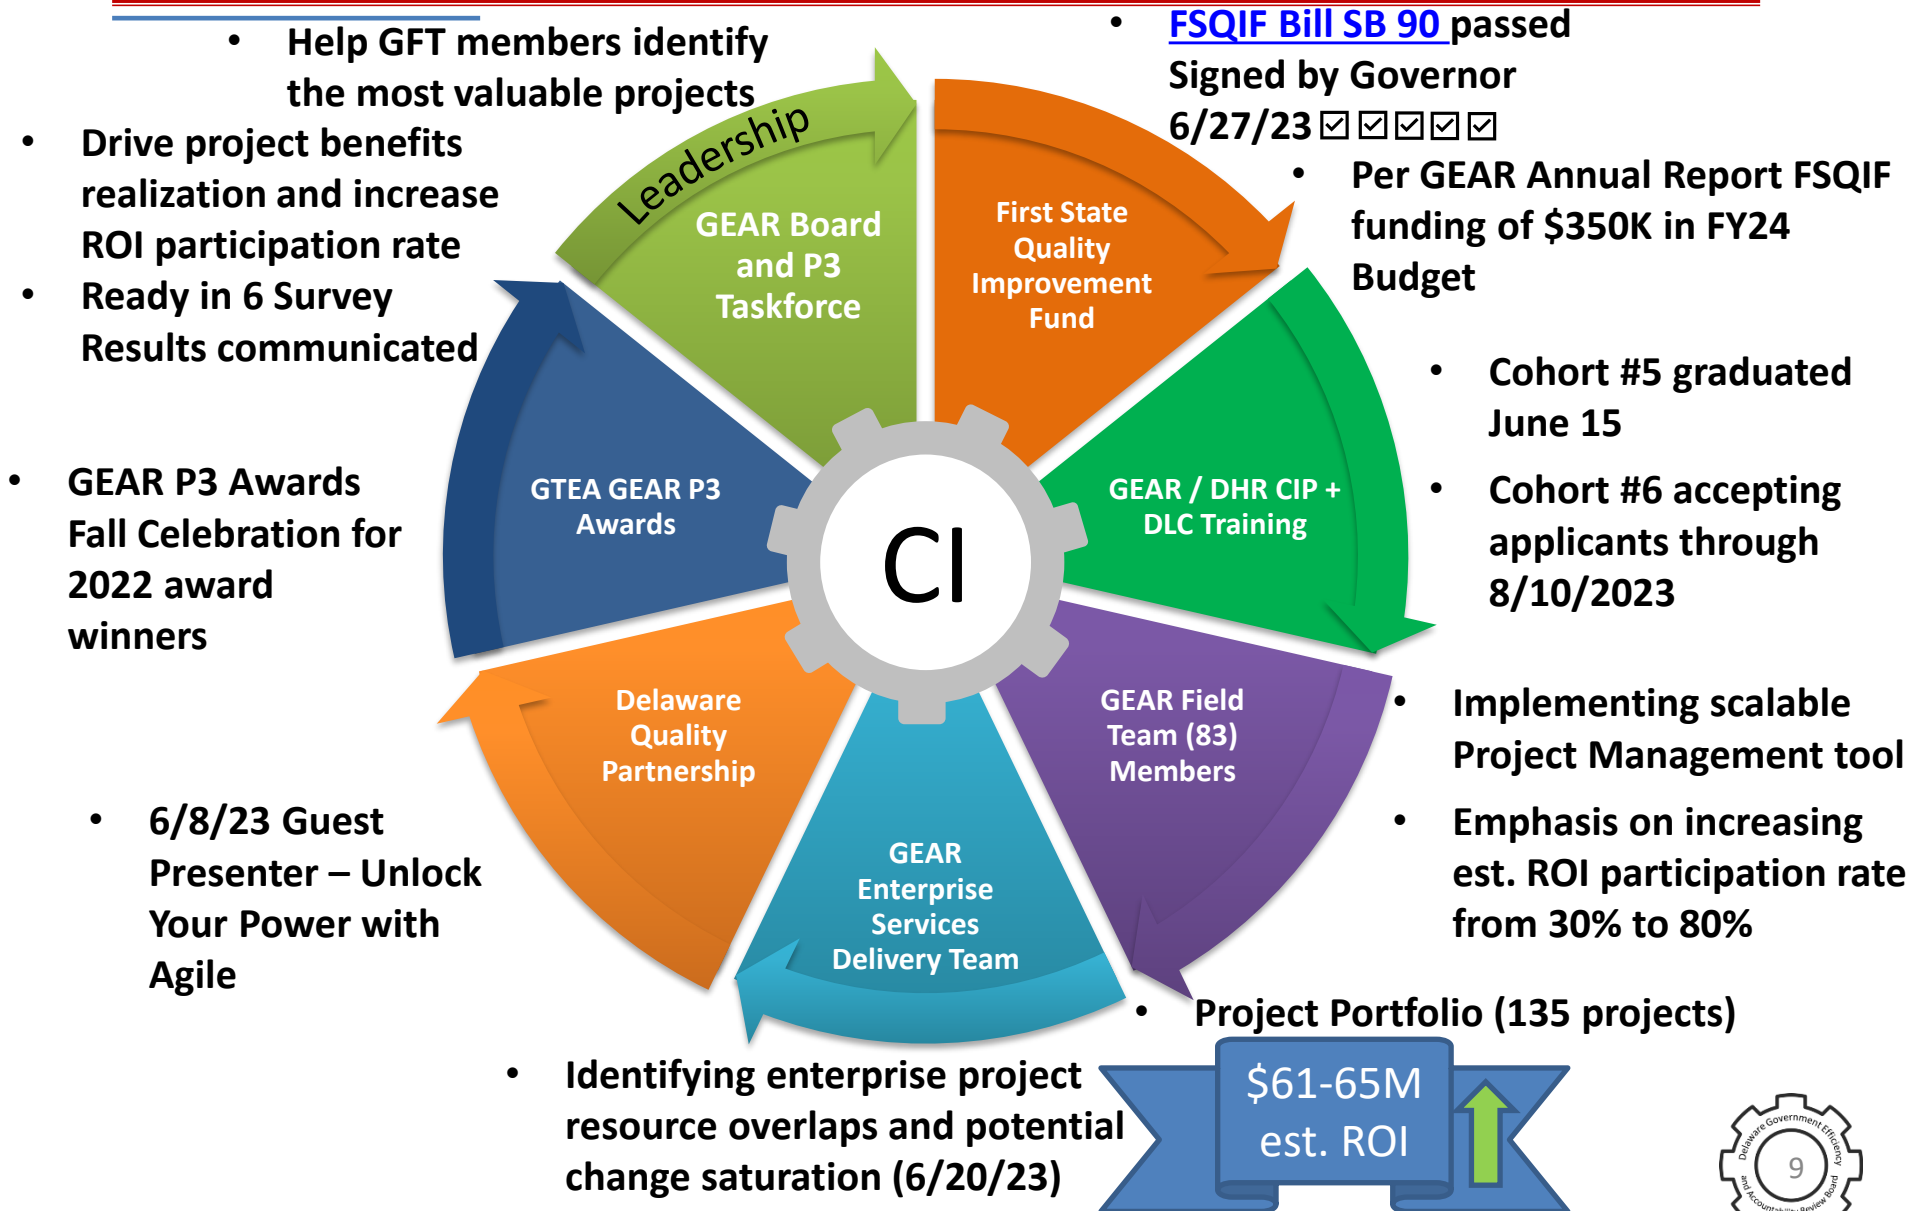 • Help GFT members identify
the most valuable projects
• Drive project benefits
realization and increase
ROI participation rate
• Ready in 6 Survey
Results communicated
• GEAR P3 Awards
Fall Celebration for
2022 award
winners
• 6/8/23 Guest
Presenter – Unlock
Your Power with
Agile
• Identifying enterprise project
resource overlaps and potential
change saturation (6/20/23)
Leadership
GEAR Board
and P3
Taskforce
First State
Quality
Improvement
Fund
GEAR / DHR CIP +
DLC Training
GEAR Field
Team (83)
Members
GEAR
Enterprise
Services
Delivery Team
Delaware
Quality
Partnership
GTEA GEAR P3
Awards
CI
• FSQIF Bill SB 90 passed
Signed by Governor
6/27/23 ☑ ☑ ☑ ☑ ☑
• Per GEAR Annual Report FSQIF
funding of $350K in FY24
Budget
• Cohort #5 graduated
June 15
• Cohort #6 accepting
applicants through
8/10/2023
• Implementing scalable
Project Management tool
• Emphasis on increasing
est. ROI participation rate
from 30% to 80%
• Project Portfolio (135 projects)
$61-65M
est. ROI
Delaware Government Efficiency
and Accountability Review Board
9